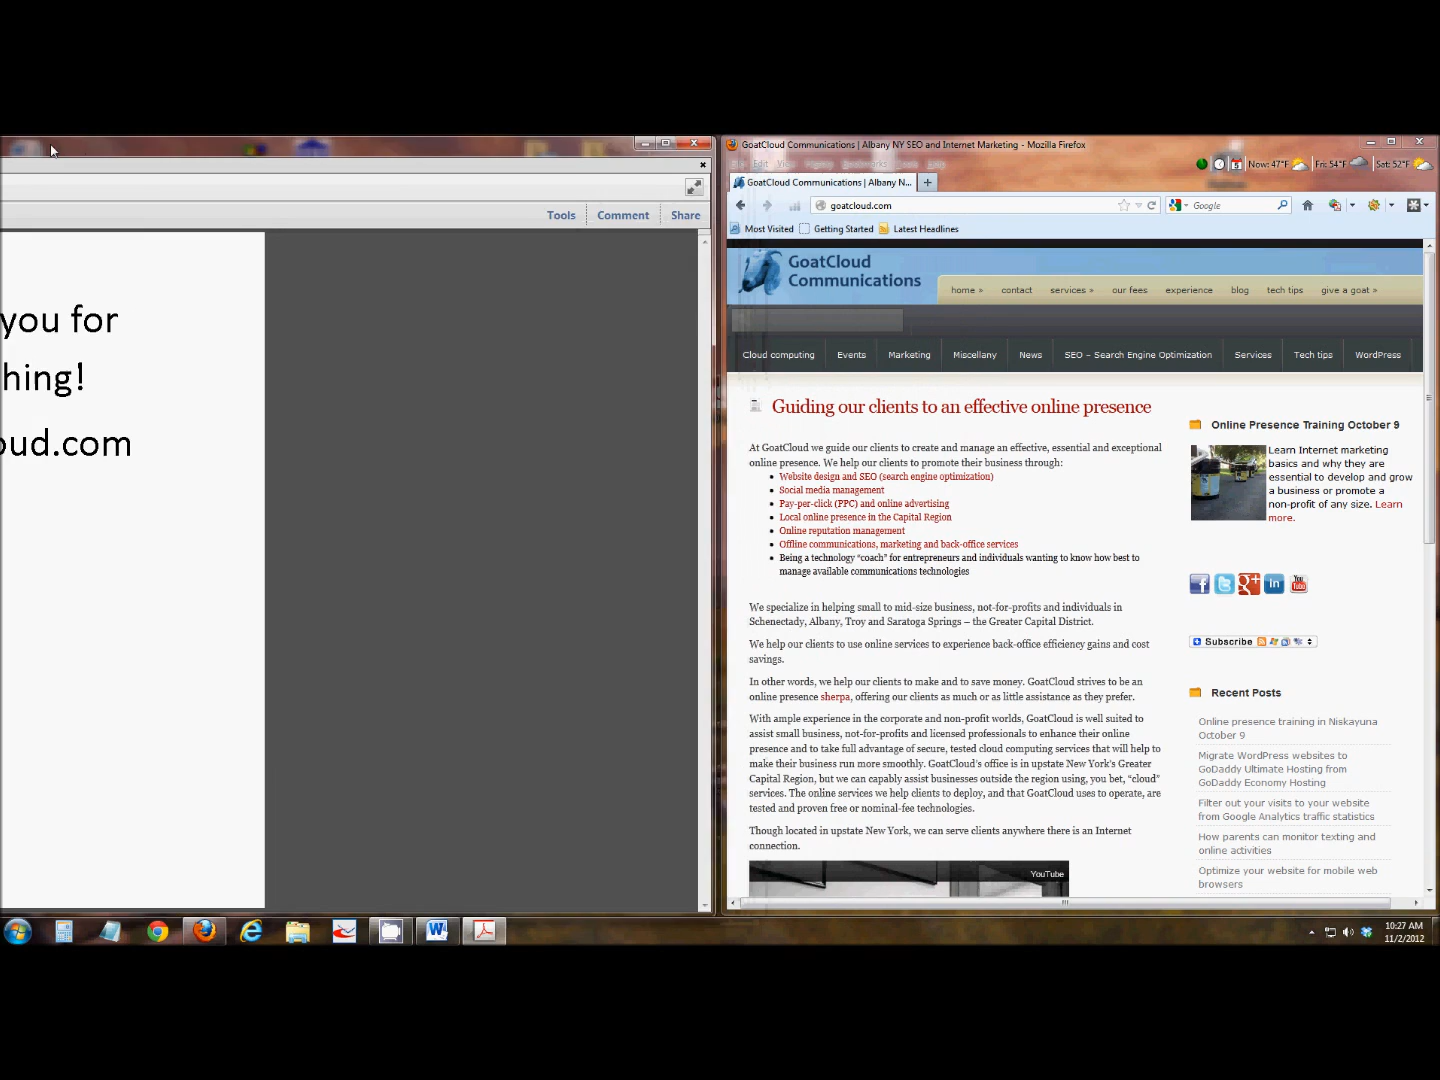 GoatCloud Communications | Albany NY SEO and Internet Marketing - Mozilla Firefox
Edit View History Bookmarks Tools Help
Now: 47°F Fri: 54°F Sat: 52°F
GoatCloud Communications | Albany N...
goatcloud.com
Google
Most Visited Getting Started Latest Headlines
Tools Comment Share
you for
hing!
oud.com
GoatCloud
Communications
home » contact services » our fees experience blog tech tips give a goat »
Cloud computing Events Marketing Miscellany News SEO – Search Engine Optimization Services Tech tips WordPress
Guiding our clients to an effective online presence
At GoatCloud we guide our clients to create and manage an effective, essential and exceptional
online presence. We help our clients to promote their business through:
Website design and SEO (search engine optimization)
Social media management
Pay-per-click (PPC) and online advertising
Local online presence in the Capital Region
Online reputation management
Offline communications, marketing and back-office services
Being a technology “coach” for entrepreneurs and individuals wanting to know how best to
manage available communications technologies
We specialize in helping small to mid-size business, not-for-profits and individuals in
Schenectady, Albany, Troy and Saratoga Springs – the Greater Capital District.
We help our clients to use online services to experience back-office efficiency gains and cost
savings.
In other words, we help our clients to make and to save money. GoatCloud strives to be an
online presence sherpa, offering our clients as much or as little assistance as they prefer.
With ample experience in the corporate and non-profit worlds, GoatCloud is well suited to
assist small business, not-for-profits and licensed professionals to enhance their online
presence and to take full advantage of secure, tested cloud computing services that will help to
make their business run more smoothly. GoatCloud’s office is in upstate New York’s Greater
Capital Region, but we can capably assist businesses outside the region using, you bet, “cloud”
services. The online services we help clients to deploy, and that GoatCloud uses to operate, are
tested and proven free or nominal-fee technologies.
Though located in upstate New York, we can serve clients anywhere there is an Internet
connection.
YouTube
Online Presence Training October 9
Learn Internet marketing
basics and why they are
essential to develop and grow
a business or promote a
non-profit of any size. Learn
more.
Subscribe
Recent Posts
Online presence training in Niskayuna
October 9
Migrate WordPress websites to
GoDaddy Ultimate Hosting from
GoDaddy Economy Hosting
Filter out your visits to your website
from Google Analytics traffic statistics
How parents can monitor texting and
online activities
Optimize your website for mobile web
browsers
10:27 AM
11/2/2012